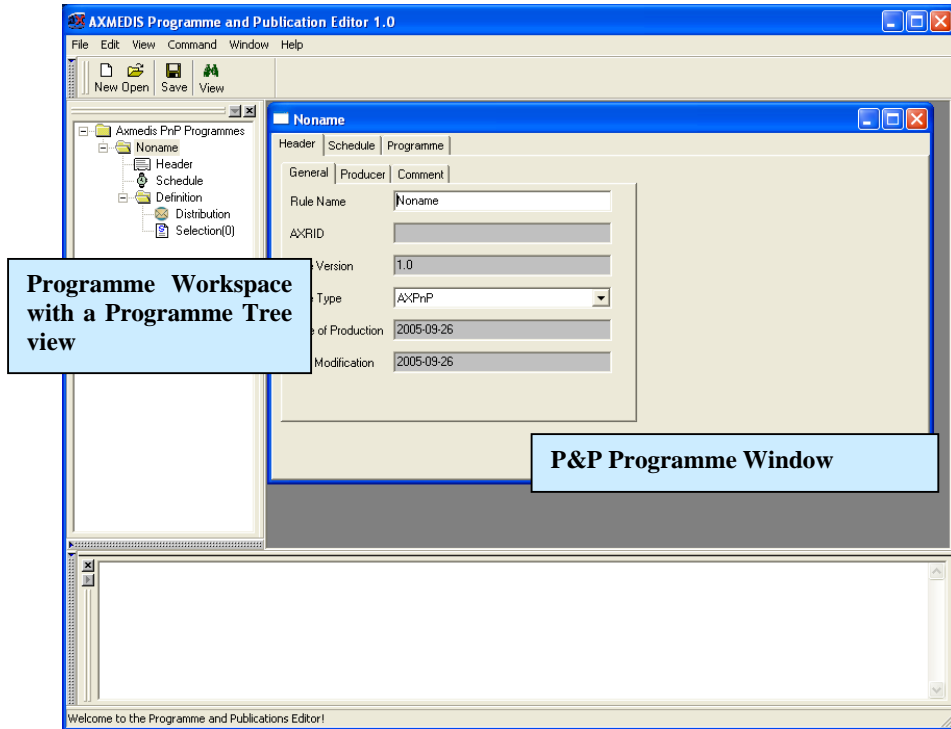 AXMEDIS Programme and Publication Editor 1.0
File Edit View Command Window Help
New Open Save View
Axmedis PnP Programmes
Noname
Header
Schedule
Definition
Distribution
Selection(0)
Noname
Header Schedule Programme
General Producer Comment
Rule Name Noname
AXRID
Version 1.0
Type AXPnP
of Production 2005-09-26
Modification 2005-09-26
Programme Workspace
with a Programme Tree
view
P&P Programme Window
Welcome to the Programme and Publications Editor!